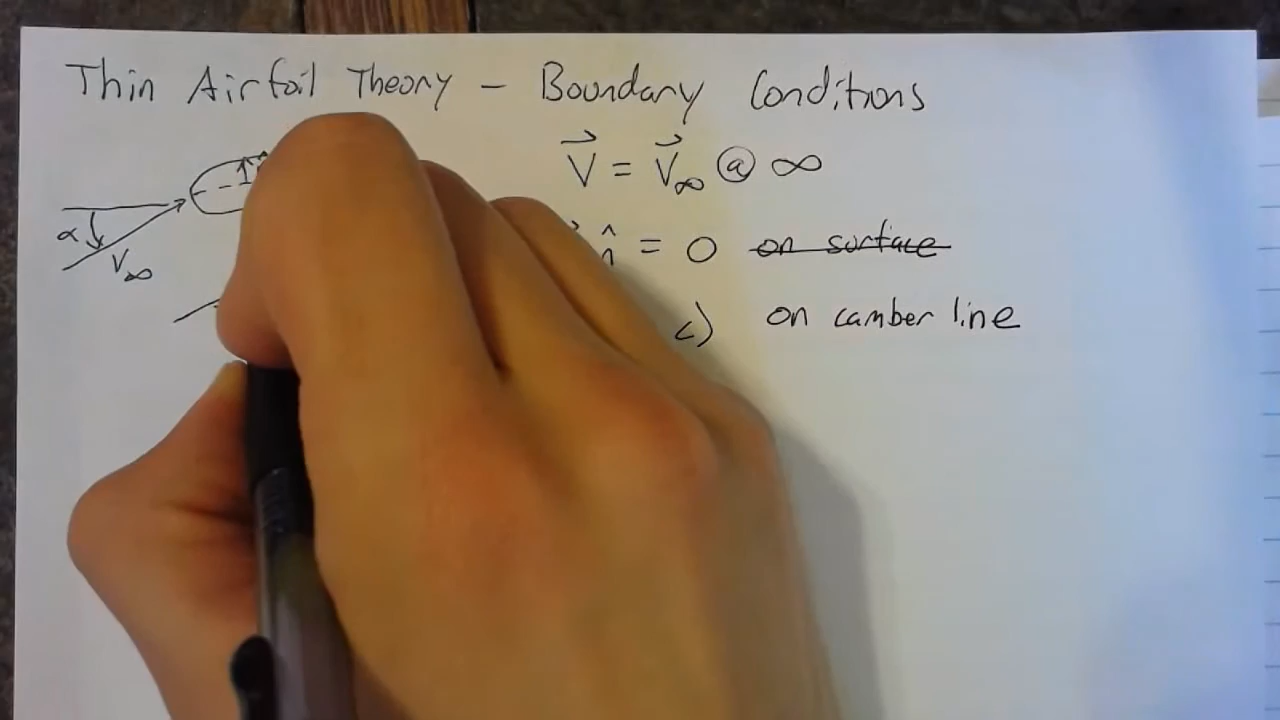 Thin Airfoil Theory - Boundary Conditions
V⃗ = V⃗∞ @ ∞
n̂ = 0 on surface
α
V∞
c) on camber line